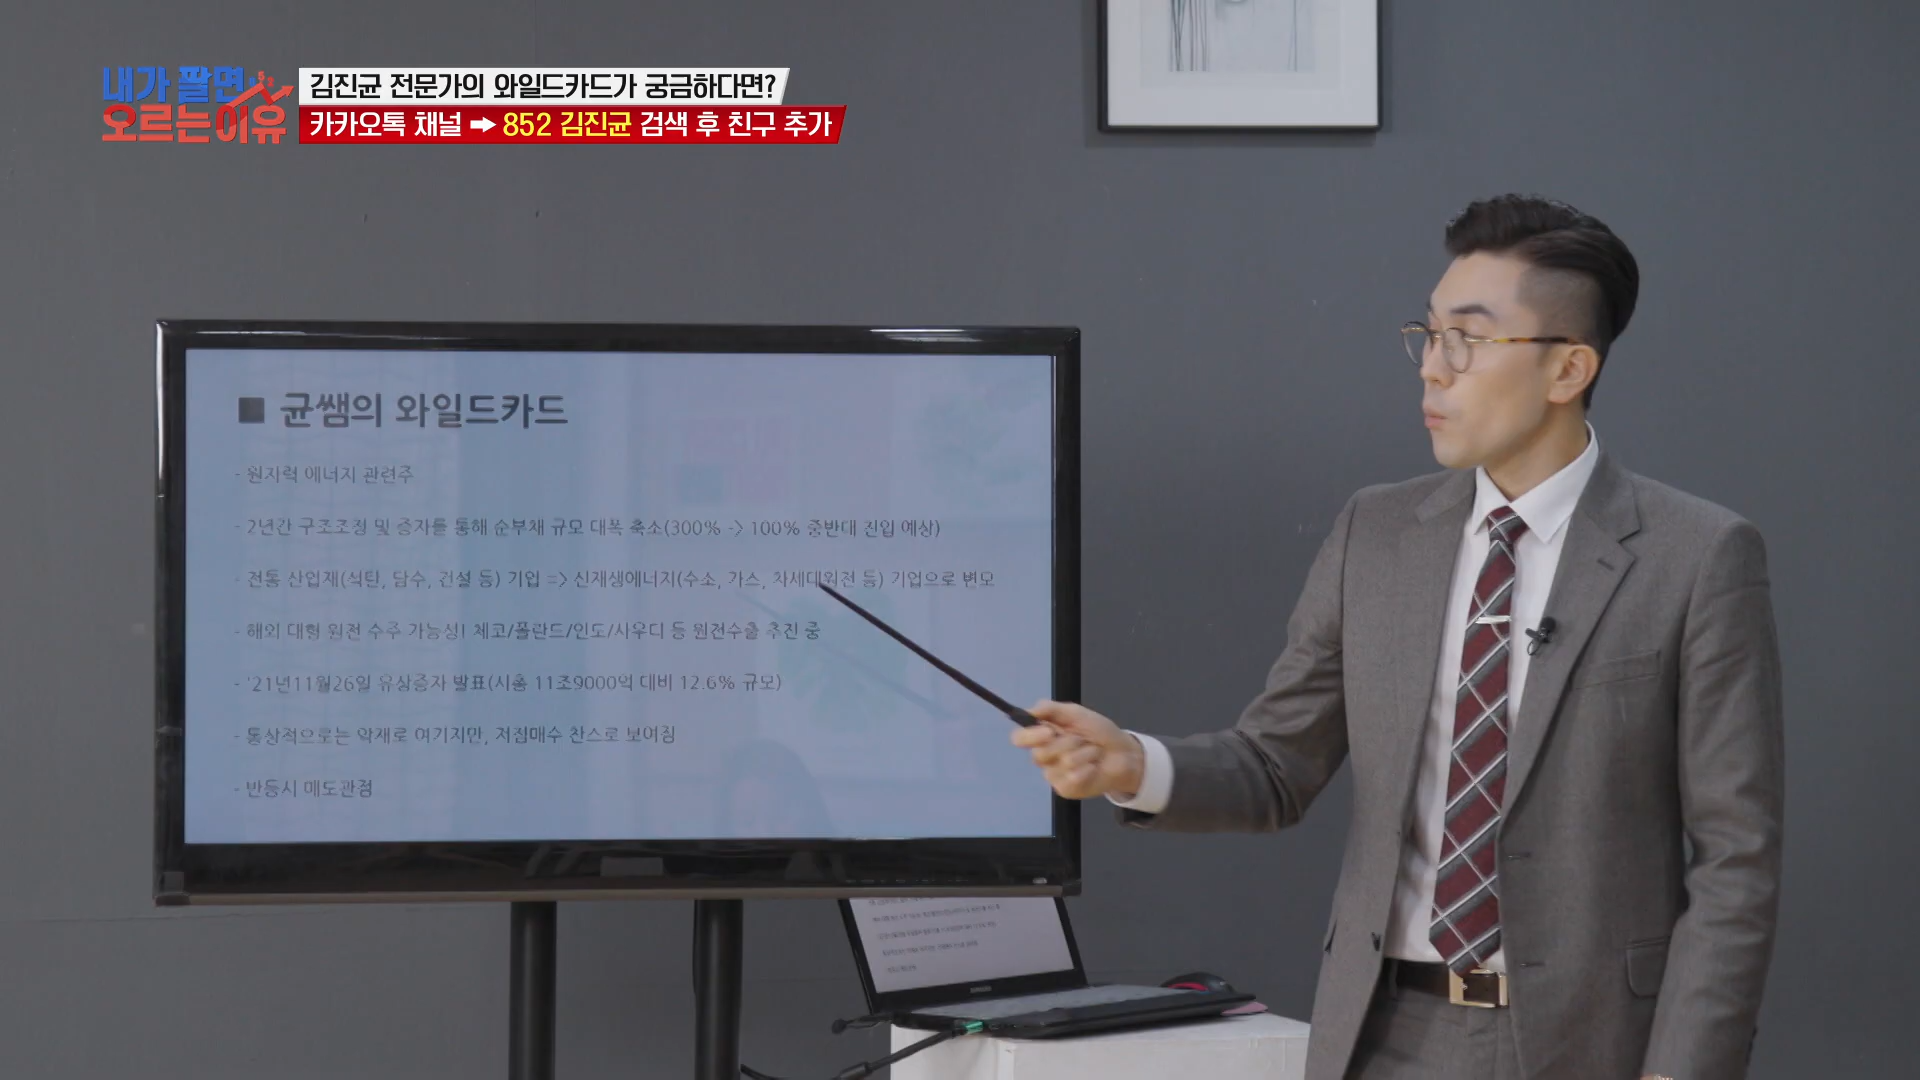 내가 팔면
오르는 이유
김진균 전문가의 와일드카드가 궁금하다면?
카카오톡 채널 ➡ 852 김진균 검색 후 친구 추가
■ 균쌤의 와일드카드
- 원자력 에너지 관련주
- 2년간 구조조정 및 증자를 통해 순부채 규모 대폭 축소(300% -> 100% 중반대 진입 예상)
- 전통 산업재(석탄, 담수, 건설 등) 기업 => 신재생에너지(수소, 가스, 차세대원전 등) 기업으로 변모
- 해외 대형 원전 수주 가능성! 체코/폴란드/인도/사우디 등 원전수출 추진 중
- '21년11월26일 유상증자 발표(시총 11조9000억 대비 12.6% 규모)
- 통상적으로는 악재로 여기지만, 저점매수 찬스로 보여짐
- 반등시 매도관점
SAMSUNG